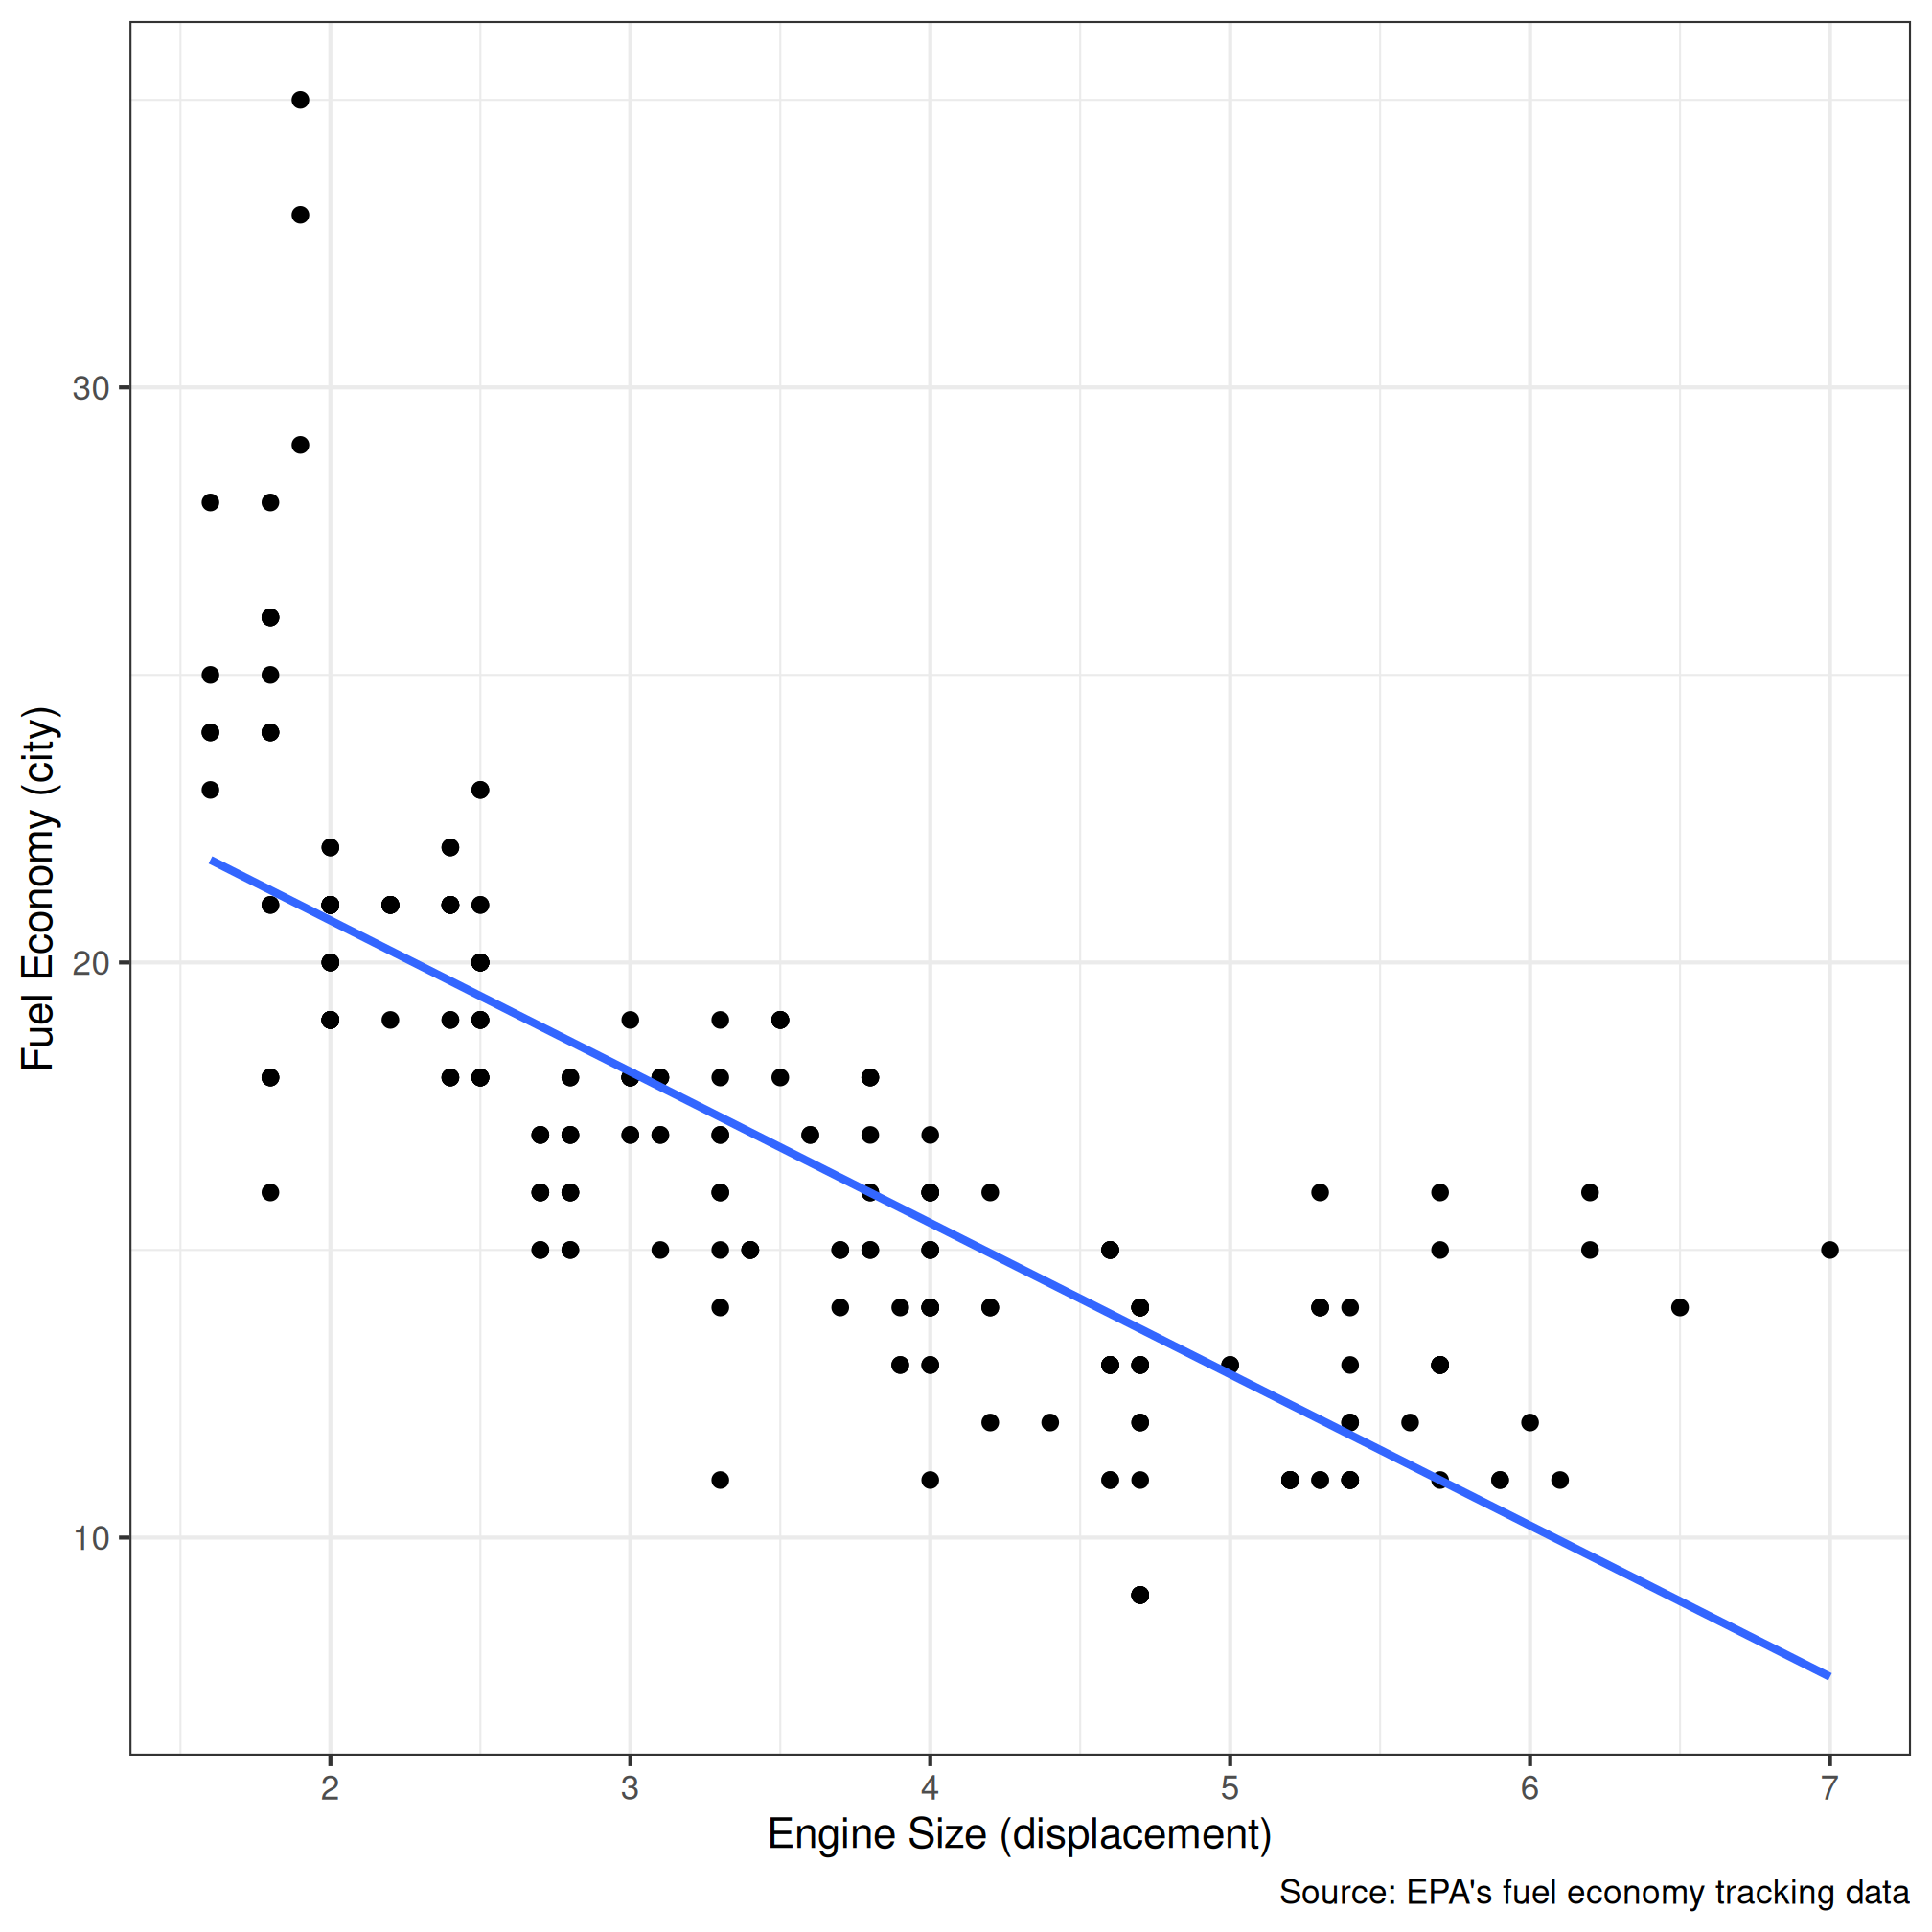 30
20
10
Fuel Economy (city)
2 3 4 5 6 7
Engine Size (displacement)
Source: EPA's fuel economy tracking data